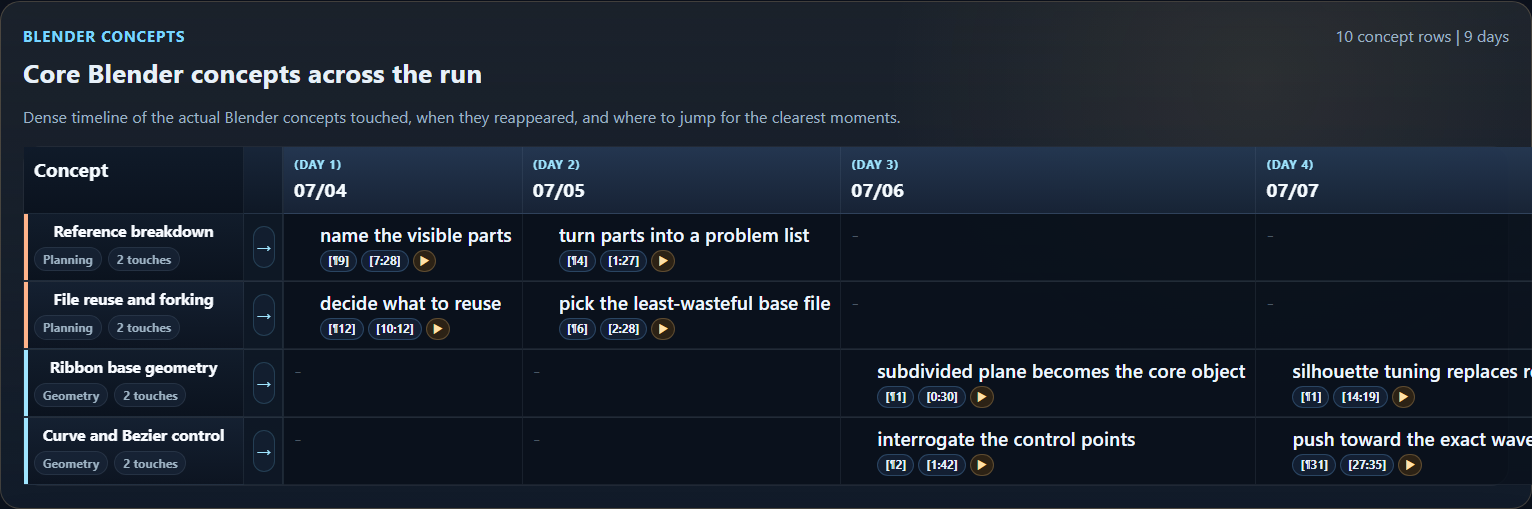 BLENDER CONCEPTS
10 concept rows | 9 days
Core Blender concepts across the run
Dense timeline of the actual Blender concepts touched, when they reappeared, and where to jump for the clearest moments.
Concept
(DAY 1)
07/04
(DAY 2)
07/05
(DAY 3)
07/06
(DAY 4)
07/07
Reference breakdown
Planning 2 touches
→
name the visible parts
[¶9] [7:28] ▶
turn parts into a problem list
[¶4] [1:27] ▶
–
–
File reuse and forking
Planning 2 touches
→
decide what to reuse
[¶12] [10:12] ▶
pick the least-wasteful base file
[¶6] [2:28] ▶
–
–
Ribbon base geometry
Geometry 2 touches
→
–
–
subdivided plane becomes the core object
[¶1] [0:30] ▶
silhouette tuning replaces
[¶1] [14:19] ▶
Curve and Bezier control
Geometry 2 touches
→
–
–
interrogate the control points
[¶2] [1:42] ▶
push toward the exact wave
[¶31] [27:35] ▶